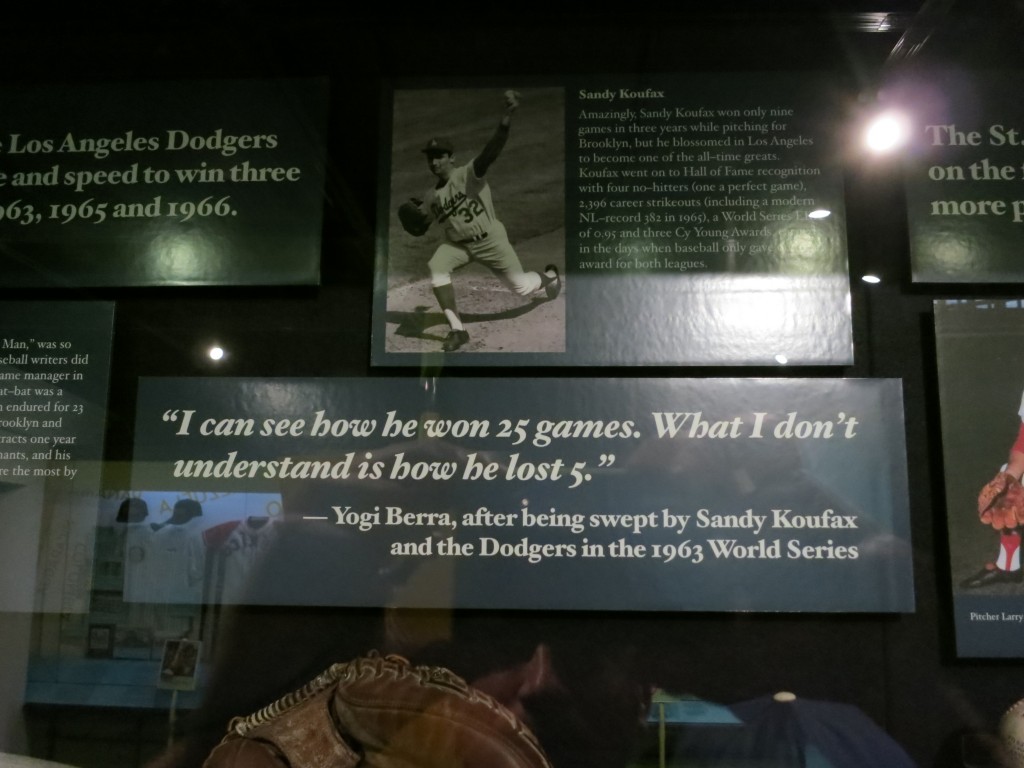 Los Angeles Dodgers
and speed to win three
1965 and 1966.
Sandy Koufax
Amazingly, Sandy Koufax won only nine
games in three years while pitching for
Brooklyn, but he blossomed in Los Angeles
to become one of the all–time greats.
Koufax went on to Hall of Fame recognition
with four no–hitters (one a perfect game),
2,396 career strikeouts (including a modern
NL–record 382 in 1965), a World Series
of 0.95 and three Cy Young Awards,
in the days when baseball only gave
award for both leagues.
Dodgers
32
The St.
on the
more
Man,” was so
writers did
manager in
at–bat was a
endured for 23
and
one year
and his
the most by
“I can see how he won 25 games. What I don’t
understand is how he lost 5.”
— Yogi Berra, after being swept by Sandy Koufax
and the Dodgers in the 1963 World Series
Pitcher Larry